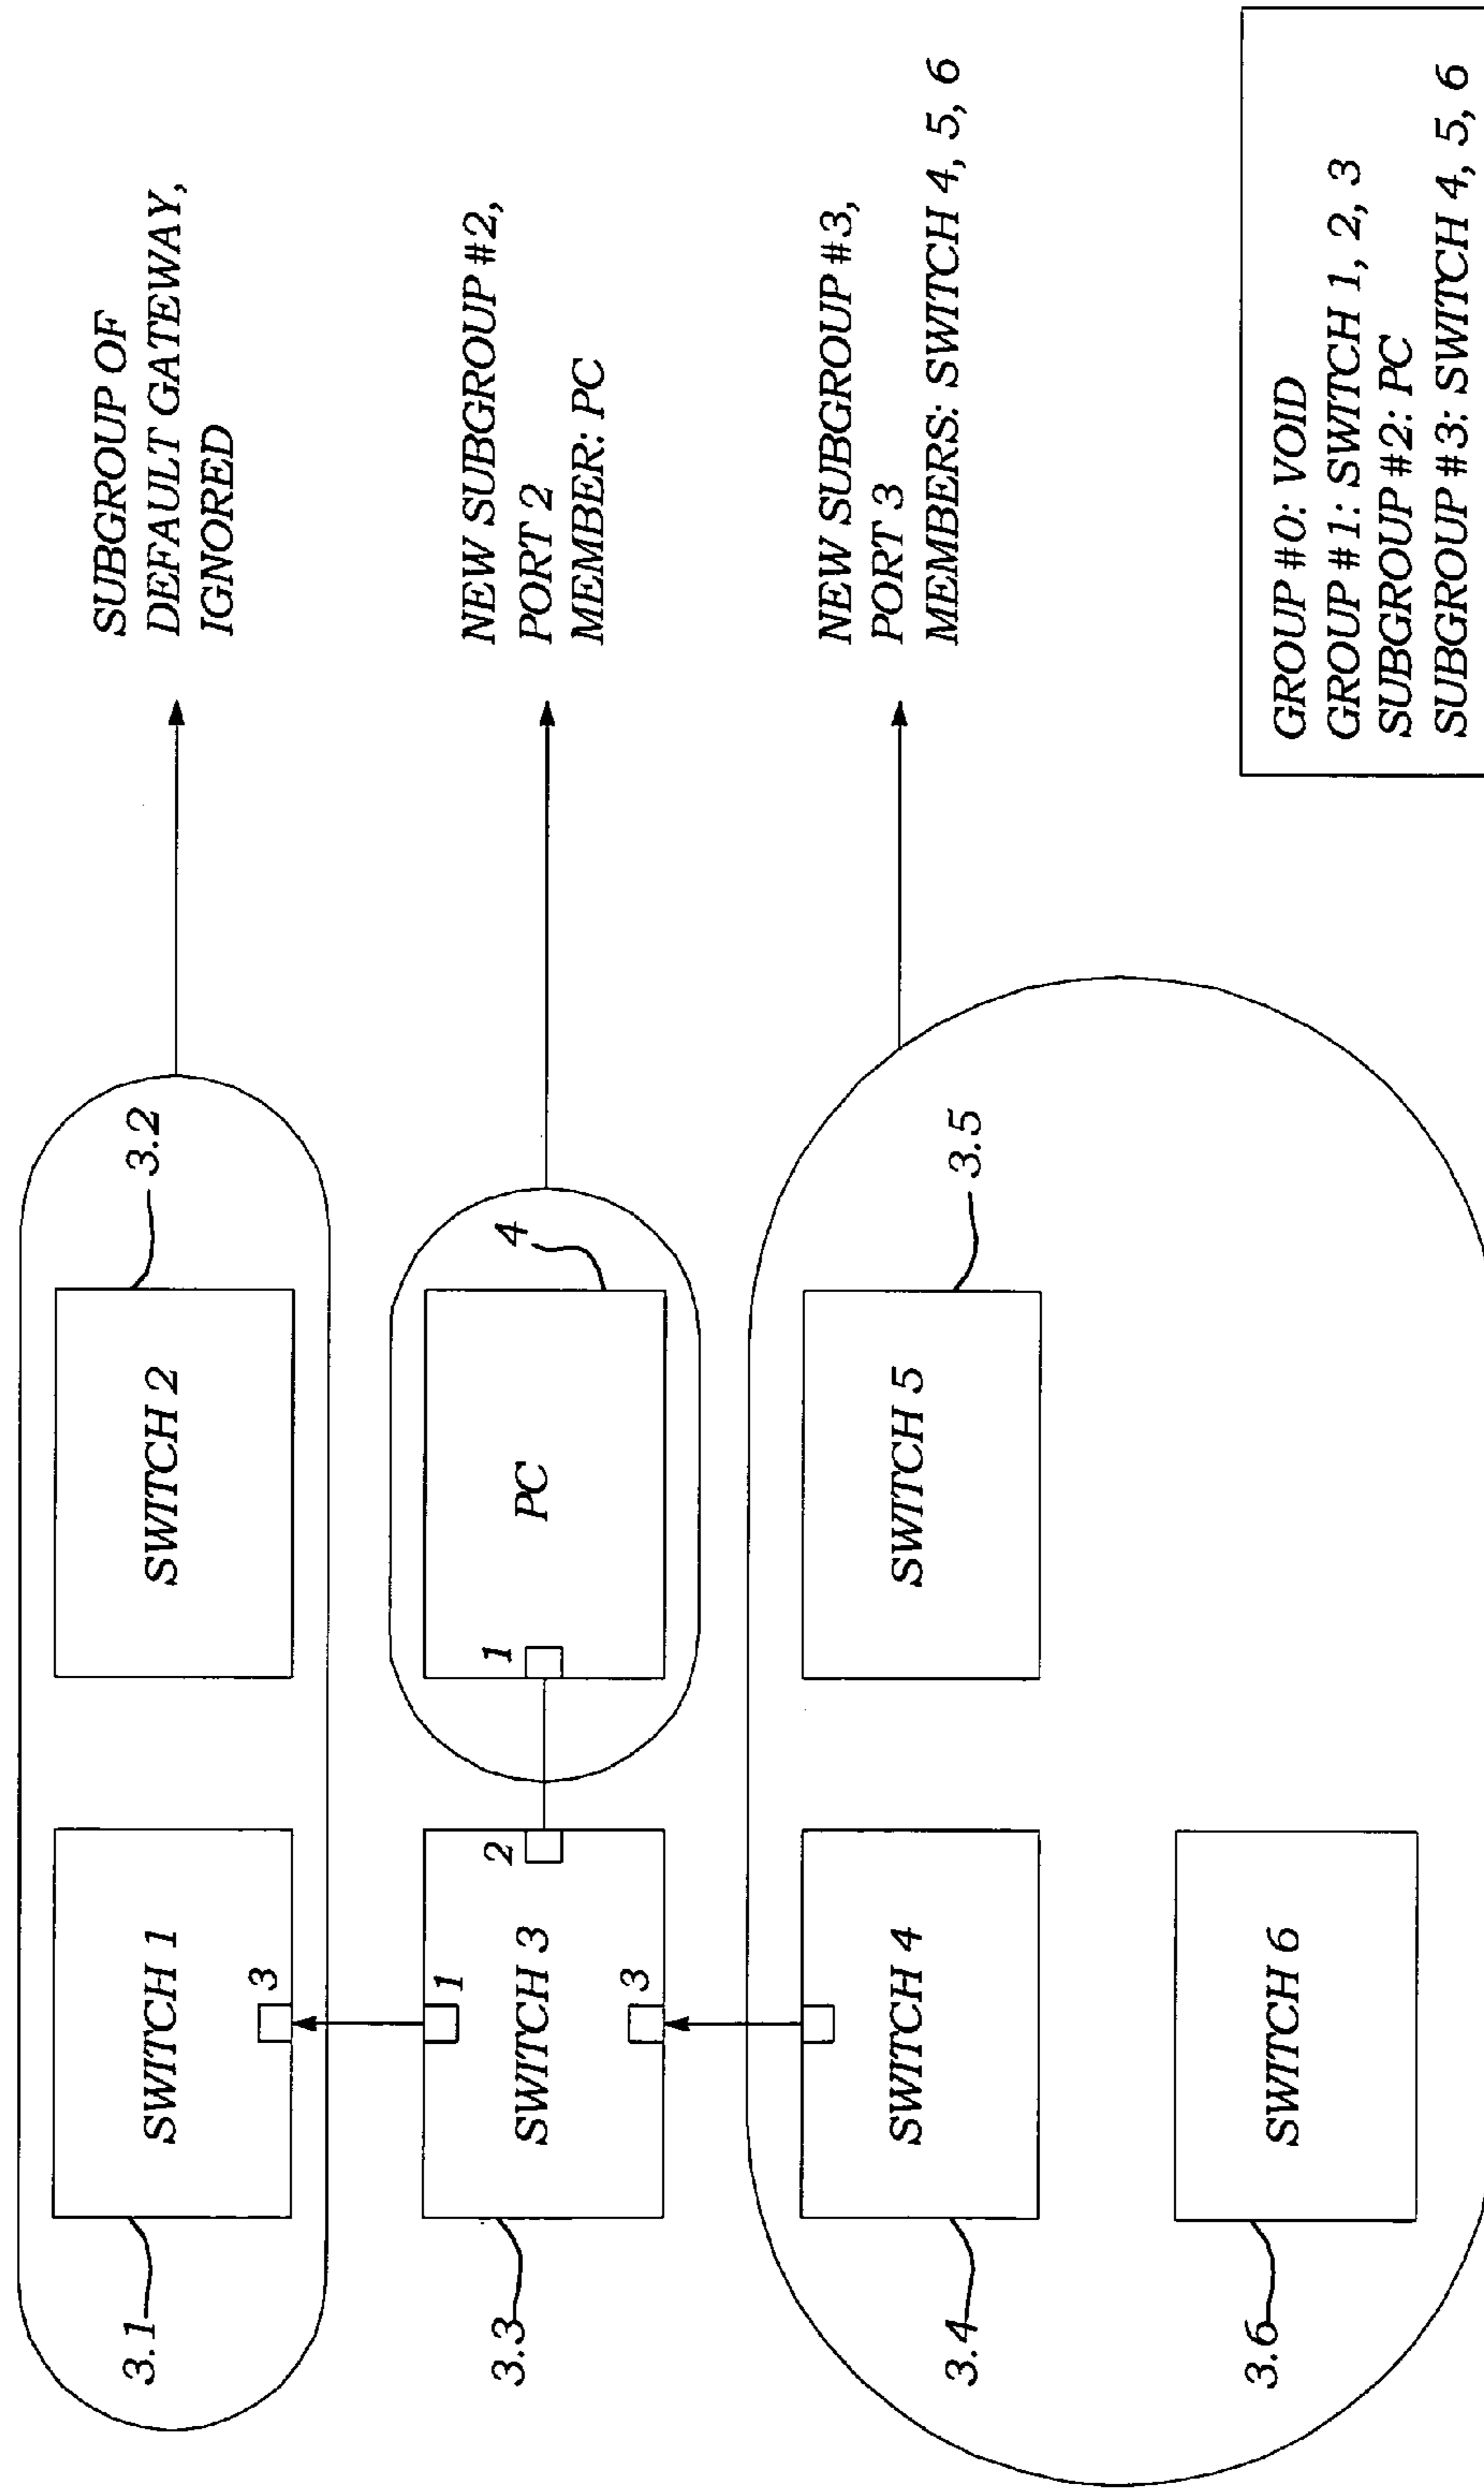 3.1
SWITCH 1
3
SWITCH 2
3.2
SUBGROUP OF
DEFAULT GATEWAY,
IGNORED
3.3
1
SWITCH 3
2
3
1
PC
4
NEW SUBGROUP #2,
PORT 2
MEMBER: PC
3.4
SWITCH 4
SWITCH 5
3.5
NEW SUBGROUP #3,
PORT 3
MEMBERS: SWITCH 4, 5, 6
3.6
SWITCH 6
GROUP #0: VOID
GROUP #1: SWITCH 1, 2, 3
SUBGROUP #2: PC
SUBGROUP #3: SWITCH 4, 5, 6